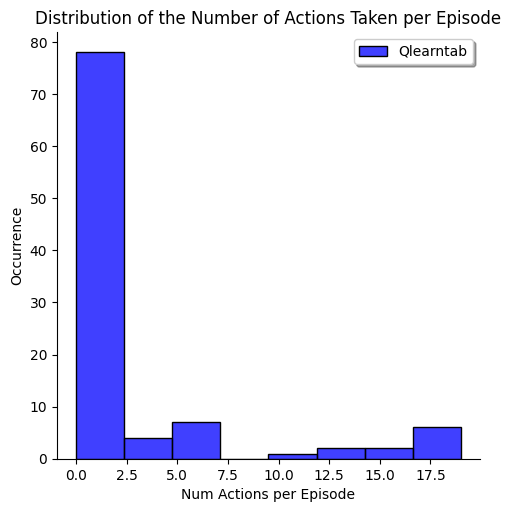 Distribution of the Number of Actions Taken per Episode
Qlearntab
80
70
60
50
40
30
20
10
0
Occurrence
0.0 2.5 5.0 7.5 10.0 12.5 15.0 17.5
Num Actions per Episode